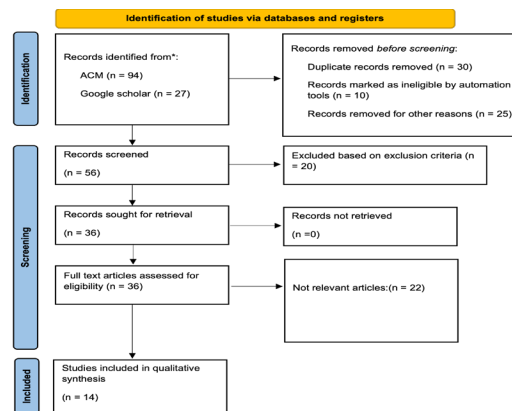 Identification of studies via databases and registers
Identification
Records identified from*:
ACM (n = 94)
Google scholar (n = 27)
Records removed before screening:
Duplicate records removed (n = 30)
Records marked as ineligible by automation
tools (n = 10)
Records removed for other reasons (n = 25)
Screening
Records screened
(n = 56)
Excluded based on exclusion criteria (n
= 20)
Records sought for retrieval
(n = 36)
Records not retrieved
(n =0)
Full text articles assessed for
eligibility (n = 36)
Not relevant articles:(n = 22)
Included
Studies included in qualitative
synthesis
(n = 14)